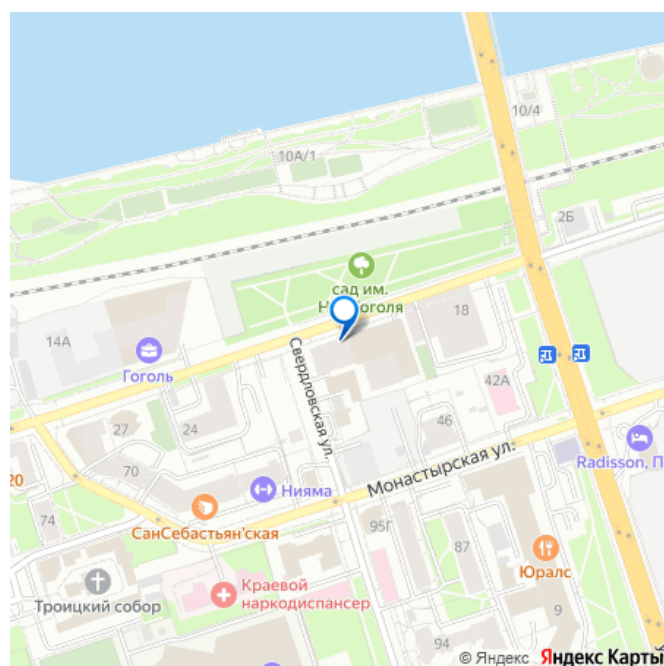 10/4
10А/1
2Б
сад им.
Н. Гоголя
18
14А
Гоголь
Свердловская ул.
42А
27
24
46
Монастырская ул.
Radisson, П
70
20
Нияма
74
СанСебастьян'ская
95Г
87
Юралс
Краевой
наркодиспансер
Троицкий собор
9
94
© Яндекс Яндекс Карты